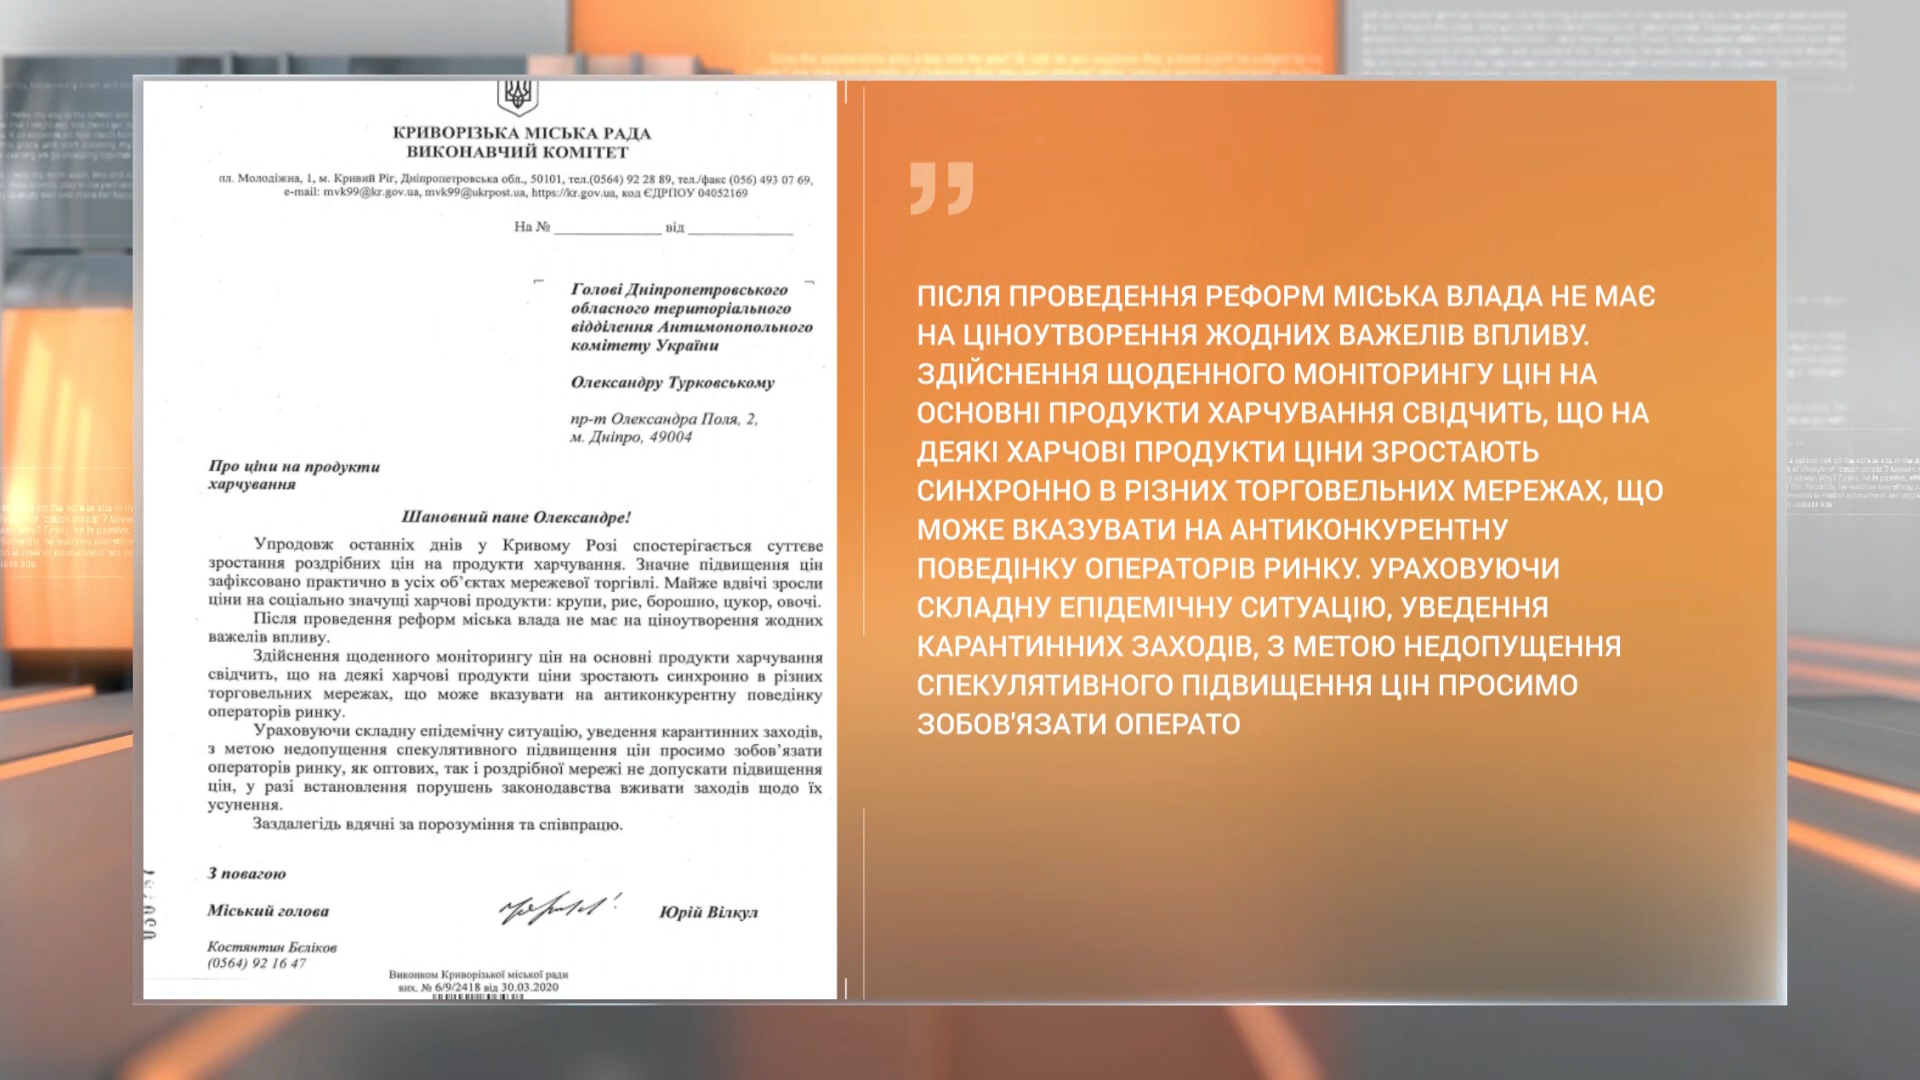 КРИВОРІЗЬКА МІСЬКА РАДА
ВИКОНАВЧИЙ КОМІТЕТ
пл. Молодіжна, 1, м. Кривий Ріг, Дніпропетровська обл., 50101, тел.(0564) 92 28 89, тел./факс (056) 493 07 69,
e-mail: mvk99@kr.gov.ua, mvk99@ukrpost.ua, https://kr.gov.ua, код ЄДРПОУ 04052169
На № ______________ від ______________
Голові Дніпропетровського
обласного територіального
відділення Антимонопольного
комітету України
Олександру Турковському
пр-т Олександра Поля, 2,
м. Дніпро, 49004
Про ціни на продукти
харчування
Шановний пане Олександре!
Упродовж останніх днів у Кривому Розі спостерігається суттєве
зростання роздрібних цін на продукти харчування. Значне підвищення цін
зафіксовано практично в усіх об’єктах мережевої торгівлі. Майже вдвічі зросли
ціни на соціально значущі харчові продукти: крупи, рис, борошно, цукор, овочі.
Після проведення реформ міська влада не має на ціноутворення жодних
важелів впливу.
Здійснення щоденного моніторингу цін на основні продукти харчування
свідчить, що на деякі харчові продукти ціни зростають синхронно в різних
торговельних мережах, що може вказувати на антиконкурентну поведінку
операторів ринку.
Ураховуючи складну епідемічну ситуацію, уведення карантинних заходів,
з метою недопущення спекулятивного підвищення цін просимо зобов’язати
операторів ринку, як оптових, так і роздрібної мережі не допускати підвищення
цін, у разі встановлення порушень законодавства вживати заходів щодо їх
усунення.
Заздалегідь вдячні за порозуміння та співпрацю.
З повагою
Міський голова Юрій Вілкул
Костянтин Бєліков
(0564) 92 16 47
Виконком Криворізької міської ради
вих. № 6/9/2418 від 30.03.2020
”
ПІСЛЯ ПРОВЕДЕННЯ РЕФОРМ МІСЬКА ВЛАДА НЕ МАЄ
НА ЦІНОУТВОРЕННЯ ЖОДНИХ ВАЖЕЛІВ ВПЛИВУ.
ЗДІЙСНЕННЯ ЩОДЕННОГО МОНІТОРИНГУ ЦІН НА
ОСНОВНІ ПРОДУКТИ ХАРЧУВАННЯ СВІДЧИТЬ, ЩО НА
ДЕЯКІ ХАРЧОВІ ПРОДУКТИ ЦІНИ ЗРОСТАЮТЬ
СИНХРОННО В РІЗНИХ ТОРГОВЕЛЬНИХ МЕРЕЖАХ, ЩО
МОЖЕ ВКАЗУВАТИ НА АНТИКОНКУРЕНТНУ
ПОВЕДІНКУ ОПЕРАТОРІВ РИНКУ. УРАХОВУЮЧИ
СКЛАДНУ ЕПІДЕМІЧНУ СИТУАЦІЮ, УВЕДЕННЯ
КАРАНТИННИХ ЗАХОДІВ, З МЕТОЮ НЕДОПУЩЕННЯ
СПЕКУЛЯТИВНОГО ПІДВИЩЕННЯ ЦІН ПРОСИМО
ЗОБОВ'ЯЗАТИ ОПЕРАТО